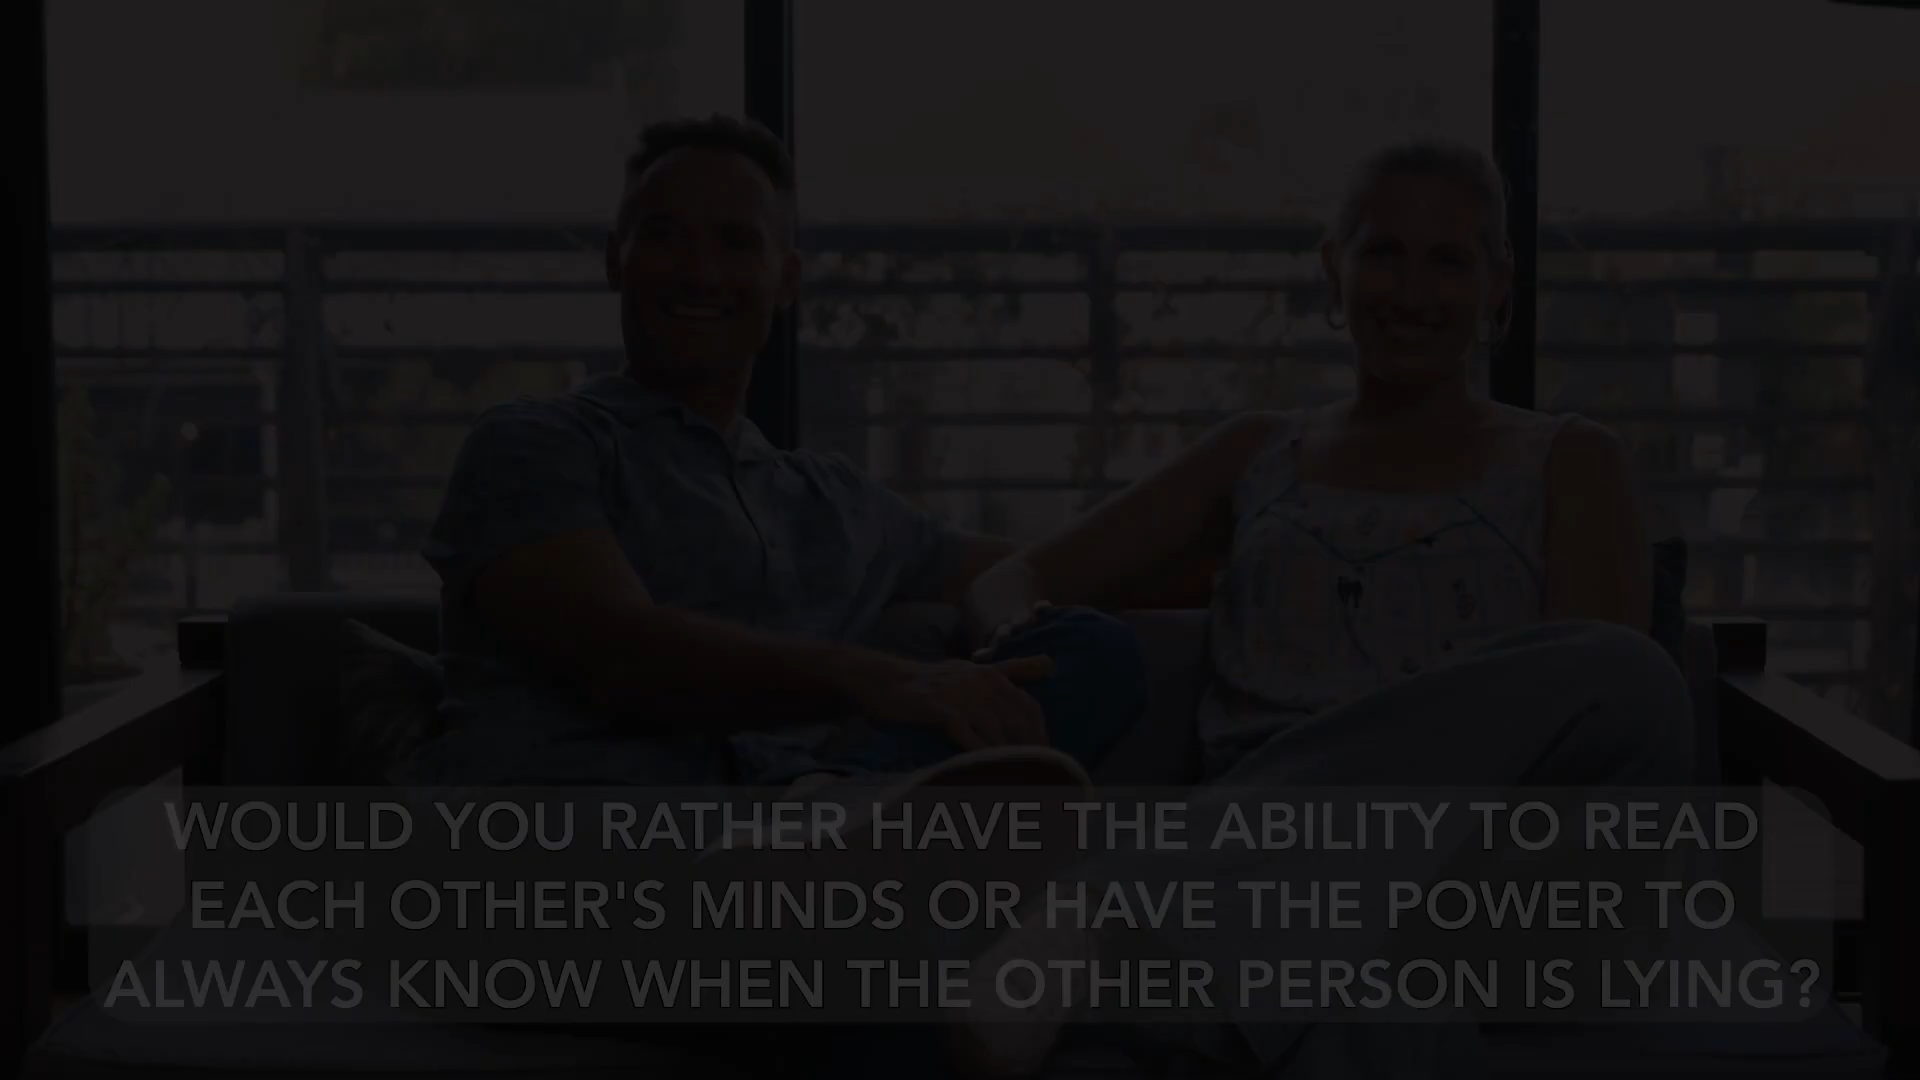 WOULD YOU RATHER HAVE THE ABILITY TO READ
EACH OTHER'S MINDS OR HAVE THE POWER TO
ALWAYS KNOW WHEN THE OTHER PERSON IS LYING?